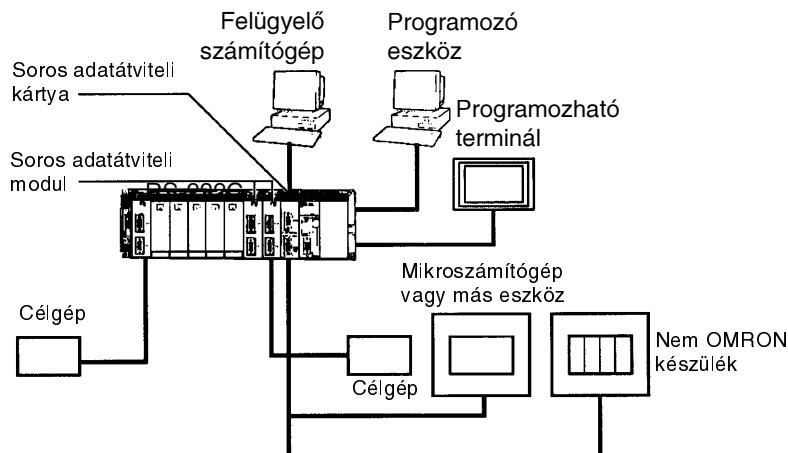 Felügyelő
számítógép
Programozó
eszköz
Soros adatátviteli
kártya
Programozható
terminál
Soros adatátviteli
modul
Mikroszámítógép
vagy más eszköz
Célgép
Nem OMRON
készülék
Célgép